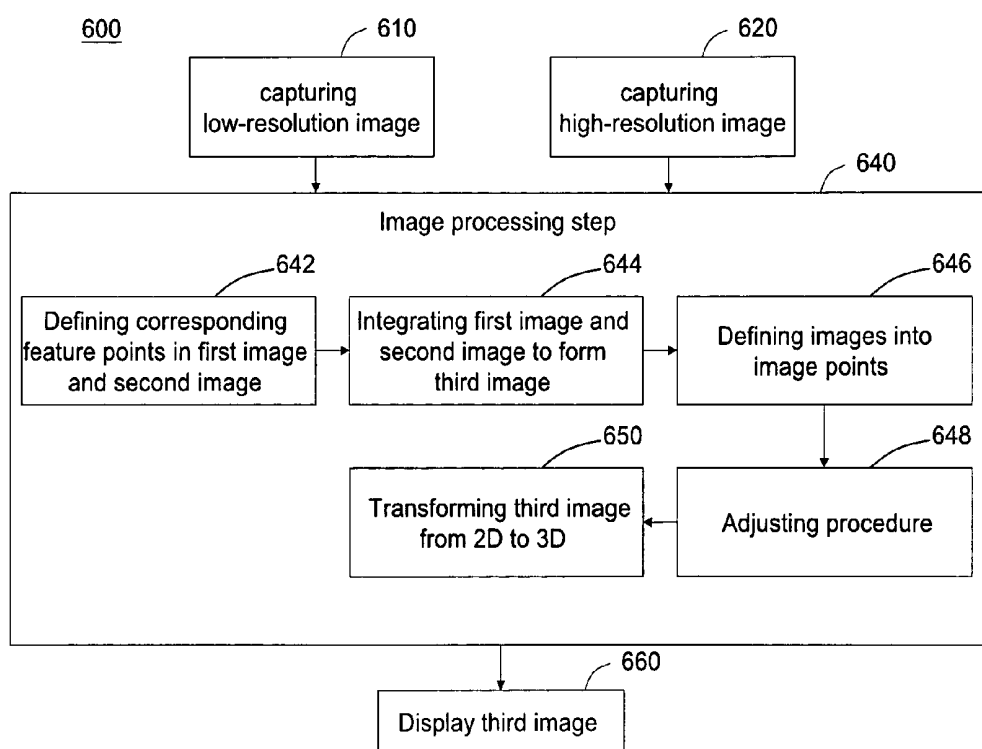 600
610
620
capturing
low-resolution image
capturing
high-resolution image
640
Image processing step
642
644
646
Defining corresponding
feature points in first image
and second image
Integrating first image and
second image to form
third image
Defining images into
image points
650
648
Transforming third image
from 2D to 3D
Adjusting procedure
660
Display third image